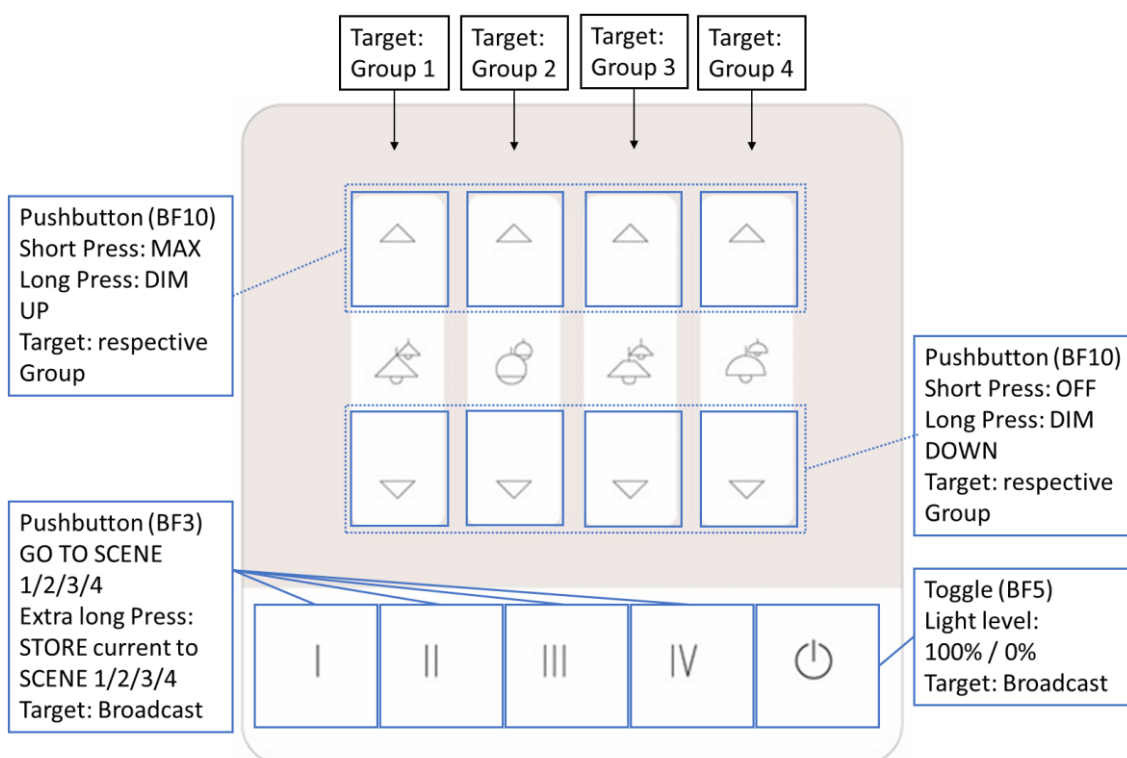 Target:
Group 1
Target:
Group 2
Target:
Group 3
Target:
Group 4
Pushbutton (BF10)
Short Press: MAX
Long Press: DIM
UP
Target: respective
Group
Pushbutton (BF10)
Short Press: OFF
Long Press: DIM
DOWN
Target: respective
Group
Pushbutton (BF3)
GO TO SCENE
1/2/3/4
Extra long Press:
STORE current to
SCENE 1/2/3/4
Target: Broadcast
Toggle (BF5)
Light level:
100% / 0%
Target: Broadcast
I II III IV